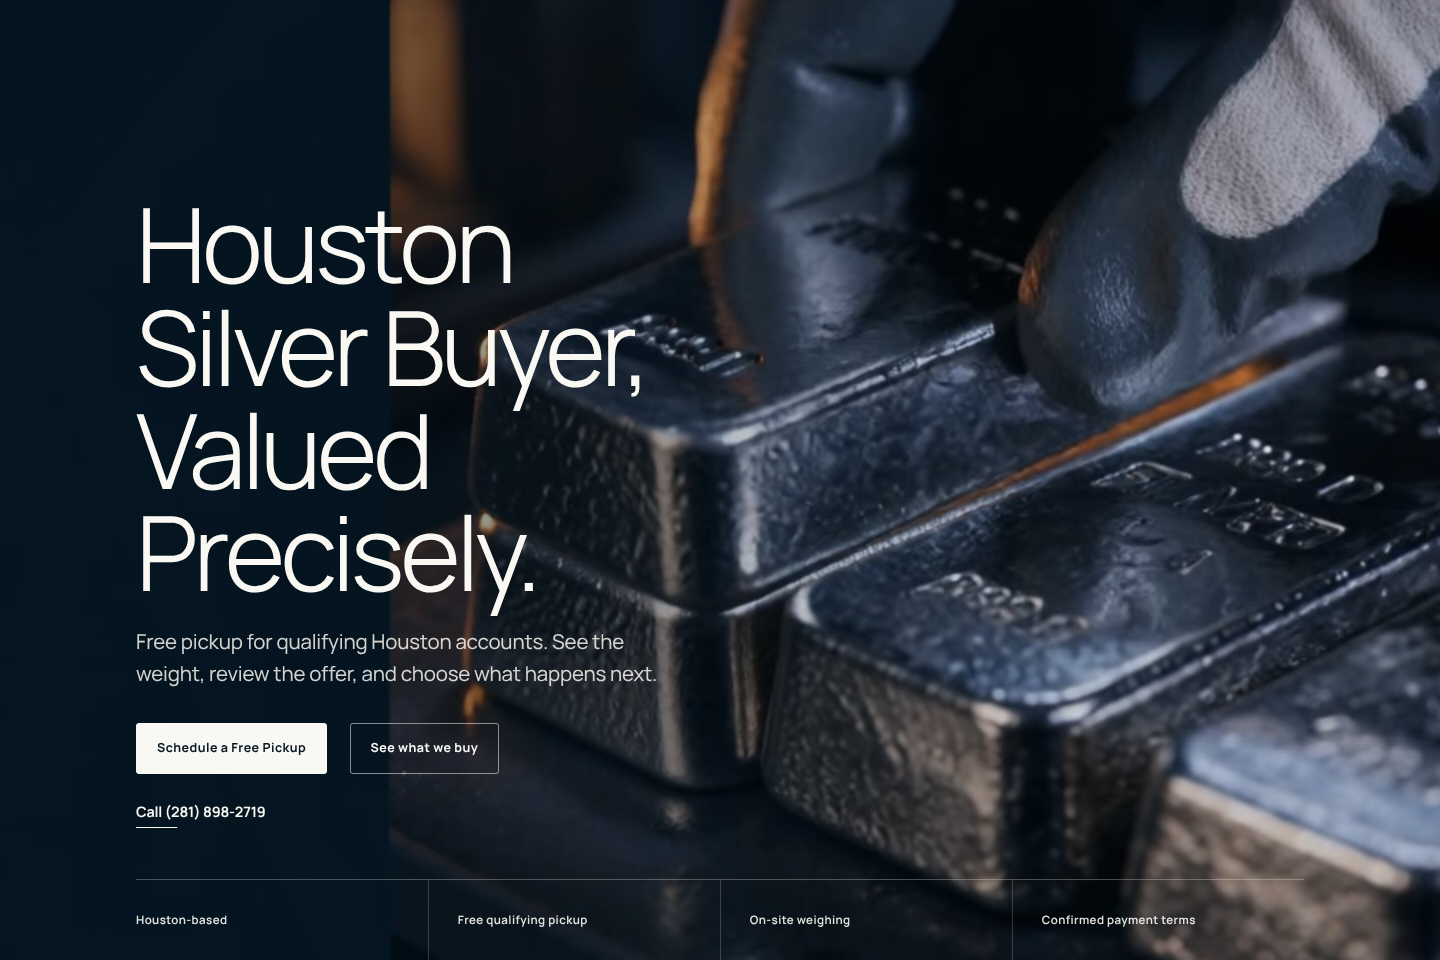 Houston
Silver Buyer,
Valued
Precisely.
Free pickup for qualifying Houston accounts. See the
weight, review the offer, and choose what happens next.
Schedule a Free Pickup
See what we buy
Call (281) 898-2719
Houston-based
Free qualifying pickup
On-site weighing
Confirmed payment terms